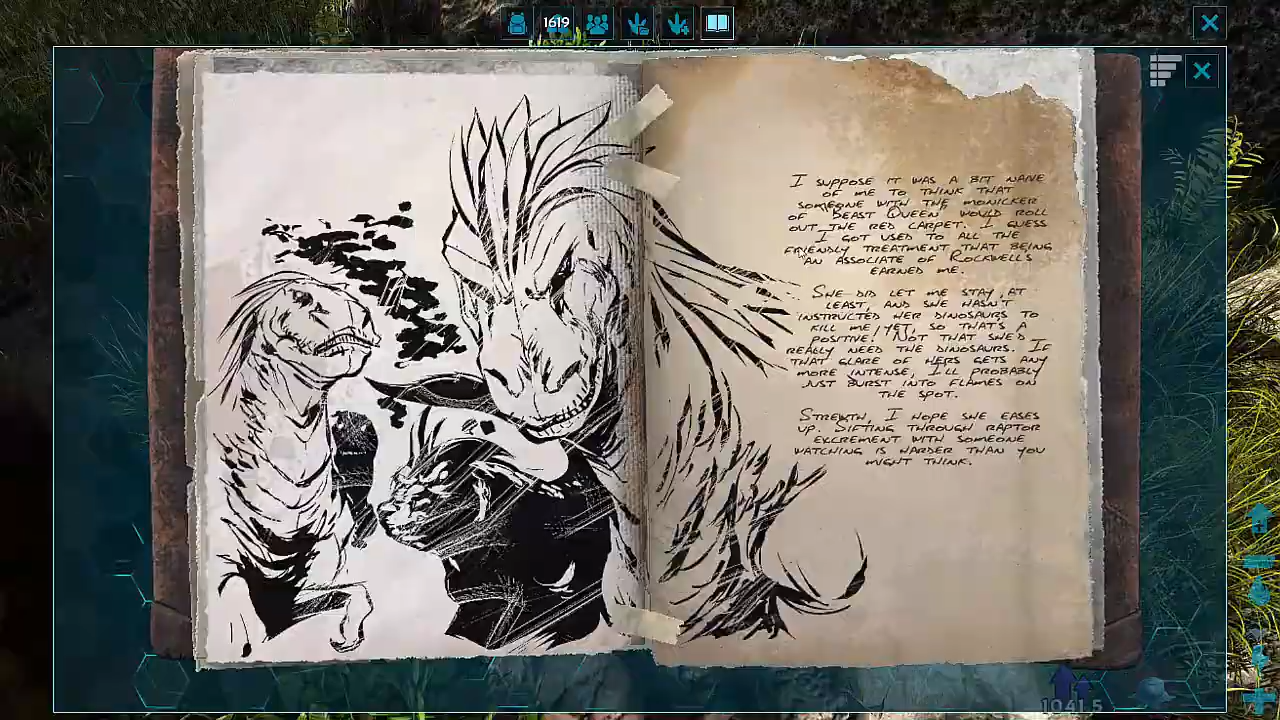 1619
I SUPPOSE IT WAS A BIT NAIVE
OF ME TO THINK THAT
SOMEONE WITH THE MONICKER
OF "BEAST QUEEN" WOULD ROLL
OUT THE RED CARPET. I GUESS
I GOT USED TO ALL THE
FRIENDLY TREATMENT THAT BEING
AN ASSOCIATE OF ROCKWELLS
EARNED ME.
SHE DID LET ME STAY AT
LEAST, AND SHE HASN'T
INSTRUCTED HER DINOSAURS TO
KILL ME YET, SO THAT'S A
POSITIVE! NOT THAT SHE'D
REALLY NEED THE DINOSAURS. IF
THAT GLARE OF HERS GETS ANY
MORE INTENSE, I'LL PROBABLY
JUST BURST INTO FLAMES ON
THE SPOT.
STREWTH, I HOPE SHE EASES
UP. SIFTING THROUGH RAPTOR
EXCREMENT WITH SOMEONE
WATCHING IS HARDER THAN YOU
MIGHT THINK.
1041.5